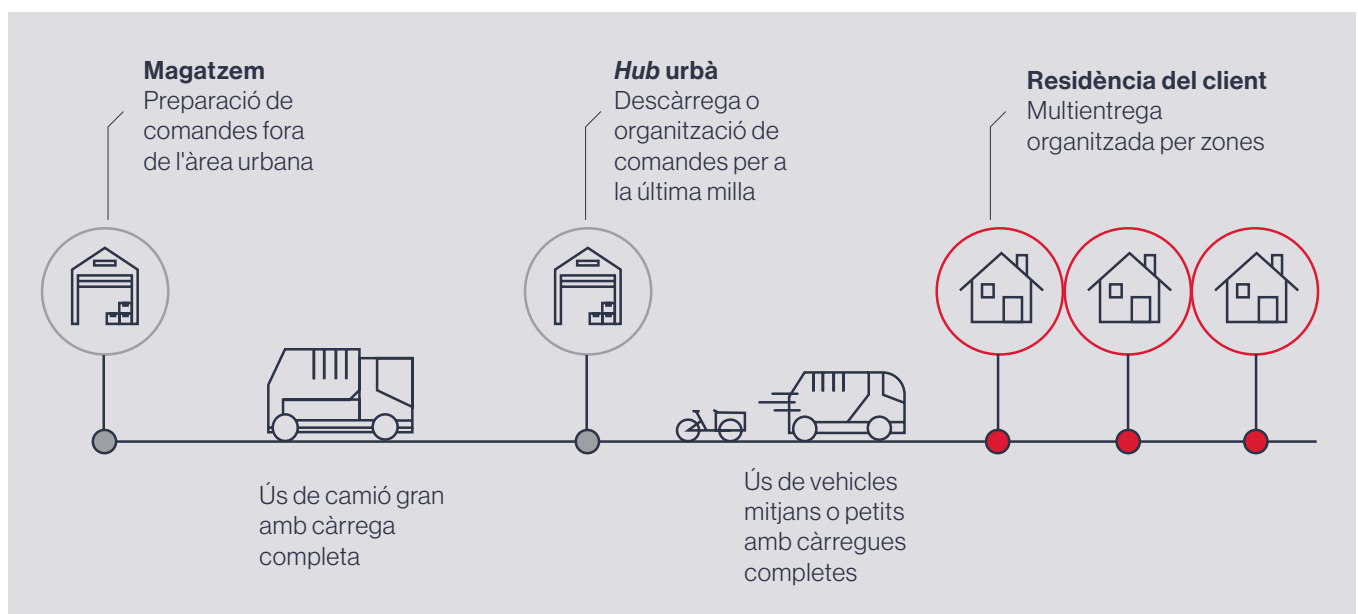 Magatzem
Preparació de
comandes fora
de l'àrea urbana
Hub urbà
Descàrrega o
organització de
comandes per a
la última milla
Residència del client
Multientrega
organitzada per zones
Ús de camió gran
amb càrrega
completa
Ús de vehicles
mitjans o petits
amb càrregues
completes